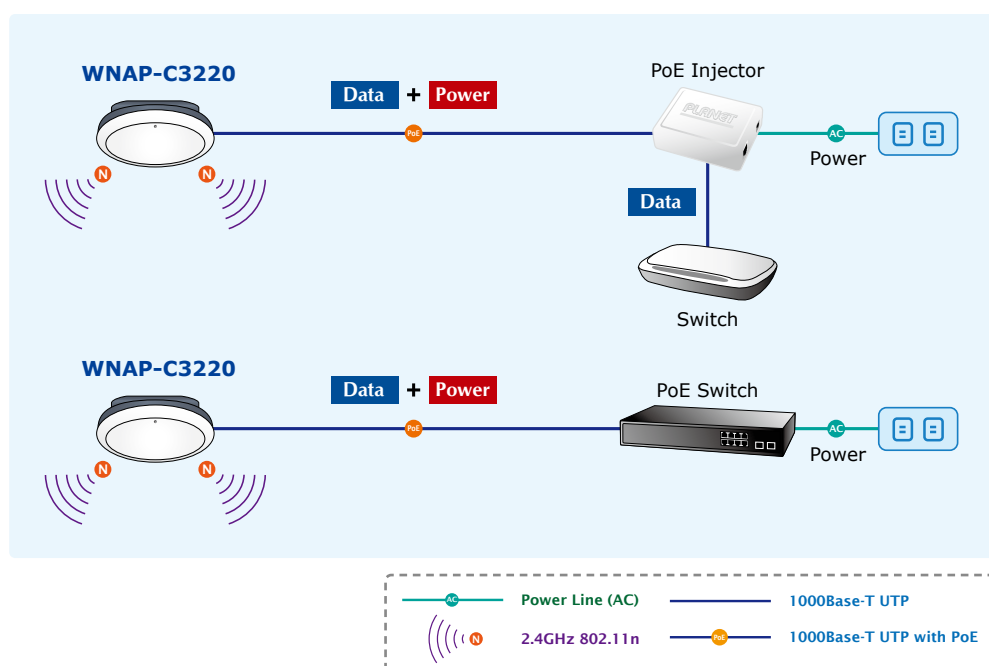 WNAP-C3220
PoE Injector
Data + Power
PLANET
PoE
AC
Power
N N
Data
Switch
WNAP-C3220
Data + Power
PoE Switch
PoE
AC
Power
N N
AC Power Line (AC)
1000Base-T UTP
N 2.4GHz 802.11n
PoE 1000Base-T UTP with PoE